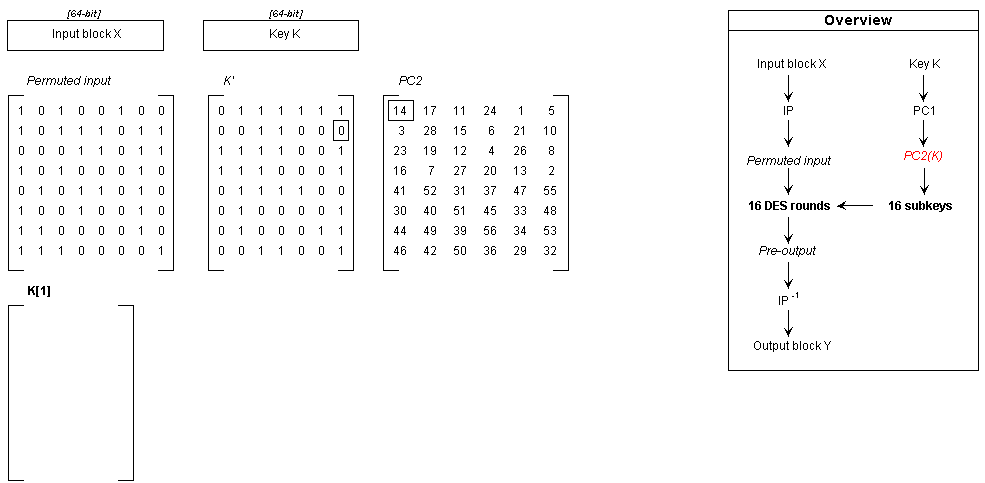 [64-bit] [64-bit]
Input block X Key K
Permuted input K' PC2
1 0 1 0 0 1 0 0 0 1 1 1 1 1 1 14 17 11 24 1 5
1 0 1 1 1 0 1 1 0 0 1 1 0 0 0 3 28 15 6 21 10
0 0 0 1 1 0 1 1 1 1 1 1 0 0 1 23 19 12 4 26 8
1 0 1 0 0 0 0 1 1 1 1 1 0 0 0 16 7 27 20 13 2
0 1 0 1 1 0 1 0 0 1 1 1 1 0 0 41 52 31 37 47 55
1 0 1 0 0 0 1 1 0 1 0 0 0 0 1 30 40 51 45 33 48
1 1 0 0 0 1 0 1 0 1 0 0 0 1 1 44 49 39 56 34 53
1 1 1 0 0 0 0 1 0 0 1 1 0 0 1 46 42 50 36 29 32
K[1]
Overview
Input block X Key K
IP PC1
Permuted input PC2(K)
16 DES rounds 16 subkeys
Pre-output
IP -1
Output block Y